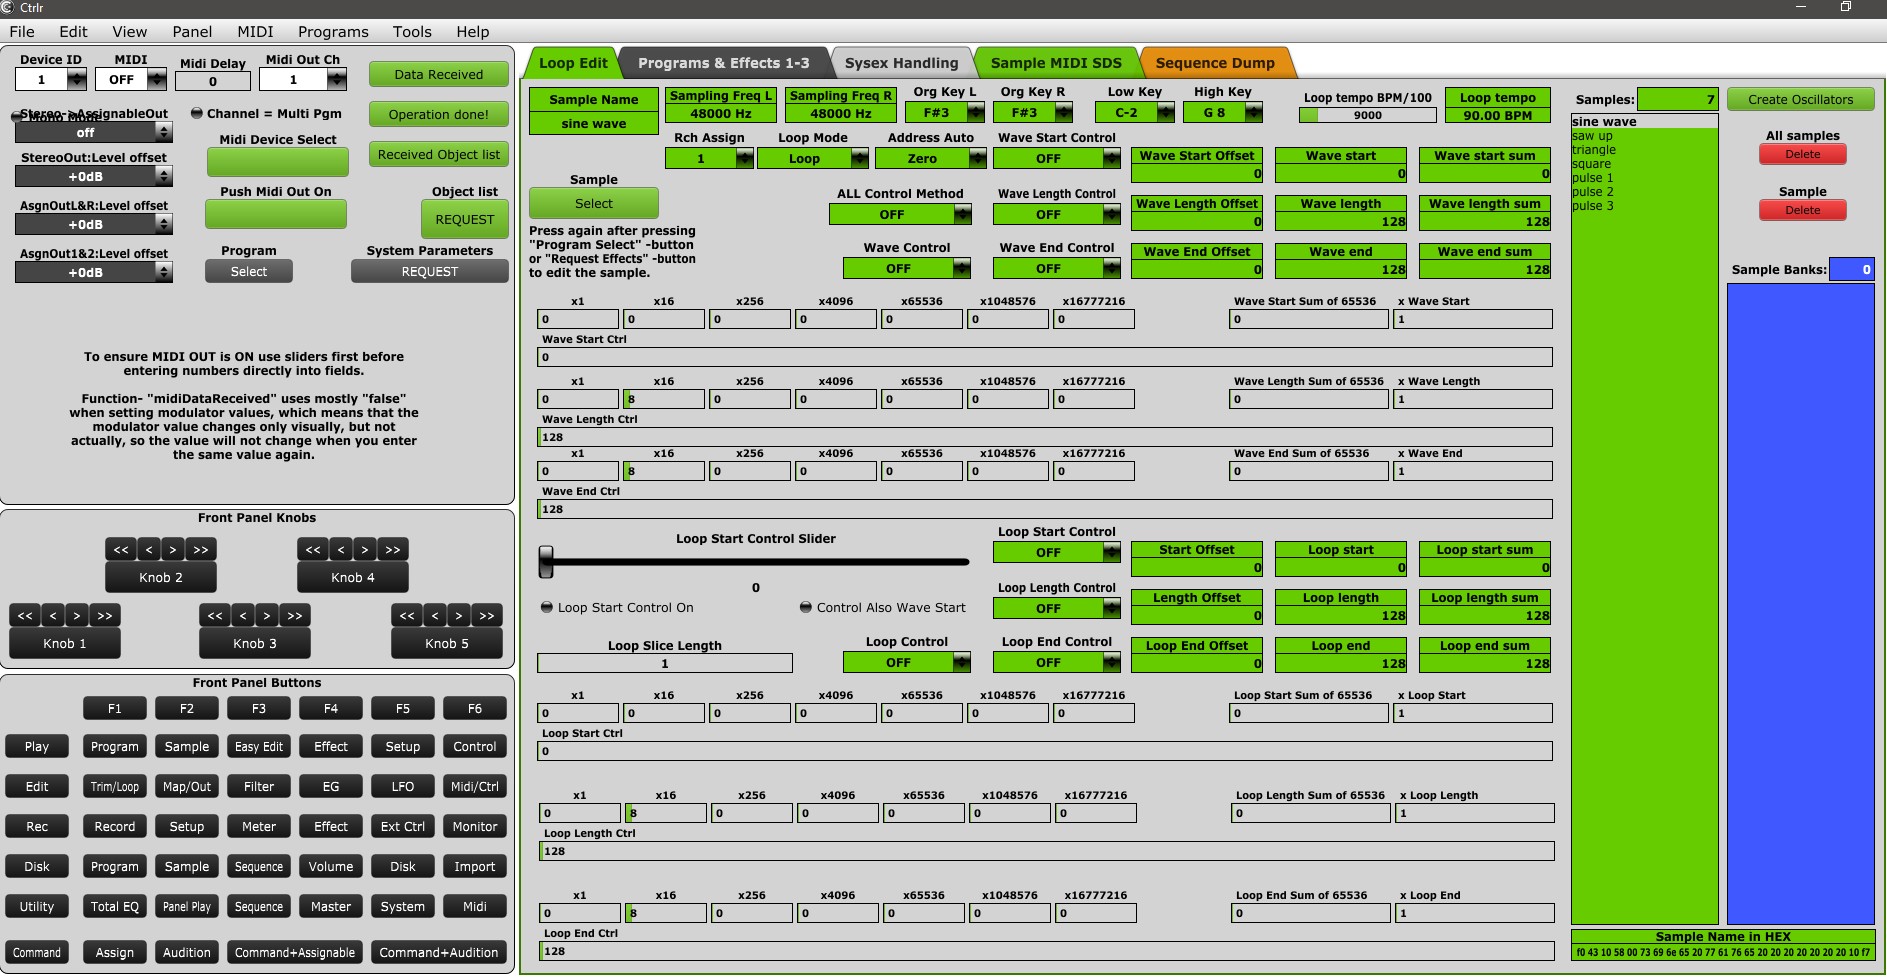 Ctrlr
File Edit View Panel MIDI Programs Tools Help
Device ID MIDI Midi Delay Midi Out Ch
1 OFF 0 1
Data Received
Stereo->AssignableOut
off
Channel = Multi Pgm
Operation done!
Midi Device Select
StereoOut:Level offset
+0dB
Received Object list
Push Midi Out On
Object list
AsgnOutL&R:Level offset
+0dB
REQUEST
AsgnOut1&2:Level offset
+0dB
Program
Select
System Parameters
REQUEST
To ensure MIDI OUT is ON use sliders first before
entering numbers directly into fields.
Function- "midiDataReceived" uses mostly "false"
when setting modulator values, which means that the
modulator value changes only visually, but not
actually, so the value will not change when you enter
the same value again.
Front Panel Knobs
<< < > >> << < > >>
Knob 2 Knob 4
<< < > >> << < > >> << < > >>
Knob 1 Knob 3 Knob 5
Front Panel Buttons
F1 F2 F3 F4 F5 F6
Play Program Sample Easy Edit Effect Setup Control
Edit Trim/Loop Map/Out Filter EG LFO Midi/Ctrl
Rec Record Setup Meter Effect Ext Ctrl Monitor
Disk Program Sample Sequence Volume Disk Import
Utility Total EQ Panel Play Sequence Master System Midi
Command Assign Audition Command+Assignable Command+Audition
Loop Edit Programs & Effects 1-3 Sysex Handling Sample MIDI SDS Sequence Dump
Sample Name
sine wave
Sampling Freq L Sampling Freq R Org Key L Org Key R Low Key High Key Loop tempo BPM/100 Loop tempo
48000 Hz 48000 Hz F#3 F#3 C-2 G 8 9000 90.00 BPM
Rch Assign Loop Mode Address Auto Wave Start Control
1 Loop Zero OFF
Wave Start Offset Wave start Wave start sum
0 0 0
Sample
Select
Press again after pressing
"Program Select" -button
or "Request Effects" -button
to edit the sample.
ALL Control Method Wave Length Control
OFF OFF
Wave Length Offset Wave length Wave length sum
0 128 128
Wave Control Wave End Control
OFF OFF
Wave End Offset Wave end Wave end sum
0 128 128
x1 x16 x256 x4096 x65536 x1048576 x16777216 Wave Start Sum of 65536 x Wave Start
0 0 0 0 0 0 0 0 1
Wave Start Ctrl
0
x1 x16 x256 x4096 x65536 x1048576 x16777216 Wave Length Sum of 65536 x Wave Length
0 8 0 0 0 0 0 0 1
Wave Length Ctrl
128
x1 x16 x256 x4096 x65536 x1048576 x16777216 Wave End Sum of 65536 x Wave End
0 8 0 0 0 0 0 0 1
Wave End Ctrl
128
Loop Start Control Slider
0
Loop Start Control On Control Also Wave Start
Loop Start Control
OFF
Start Offset Loop start Loop start sum
0 0 0
Loop Length Control
OFF
Length Offset Loop length Loop length sum
0 128 128
Loop Slice Length
1
Loop Control Loop End Control
OFF OFF
Loop End Offset Loop end Loop end sum
0 128 128
x1 x16 x256 x4096 x65536 x1048576 x16777216 Loop Start Sum of 65536 x Loop Start
0 0 0 0 0 0 0 0 1
Loop Start Ctrl
0
x1 x16 x256 x4096 x65536 x1048576 x16777216 Loop Length Sum of 65536 x Loop Length
0 8 0 0 0 0 0 0 1
Loop Length Ctrl
128
x1 x16 x256 x4096 x65536 x1048576 x16777216 Loop End Sum of 65536 x Loop End
0 8 0 0 0 0 0 0 1
Loop End Ctrl
128
Samples: 7
sine wave
saw up
triangle
square
pulse 1
pulse 2
pulse 3
Create Oscillators
All samples
Delete
Sample
Delete
Sample Banks: 0
Sample Name in HEX
f0 43 10 58 00 73 69 6e 65 20 77 61 76 65 20 20 20 20 20 20 20 10 f7